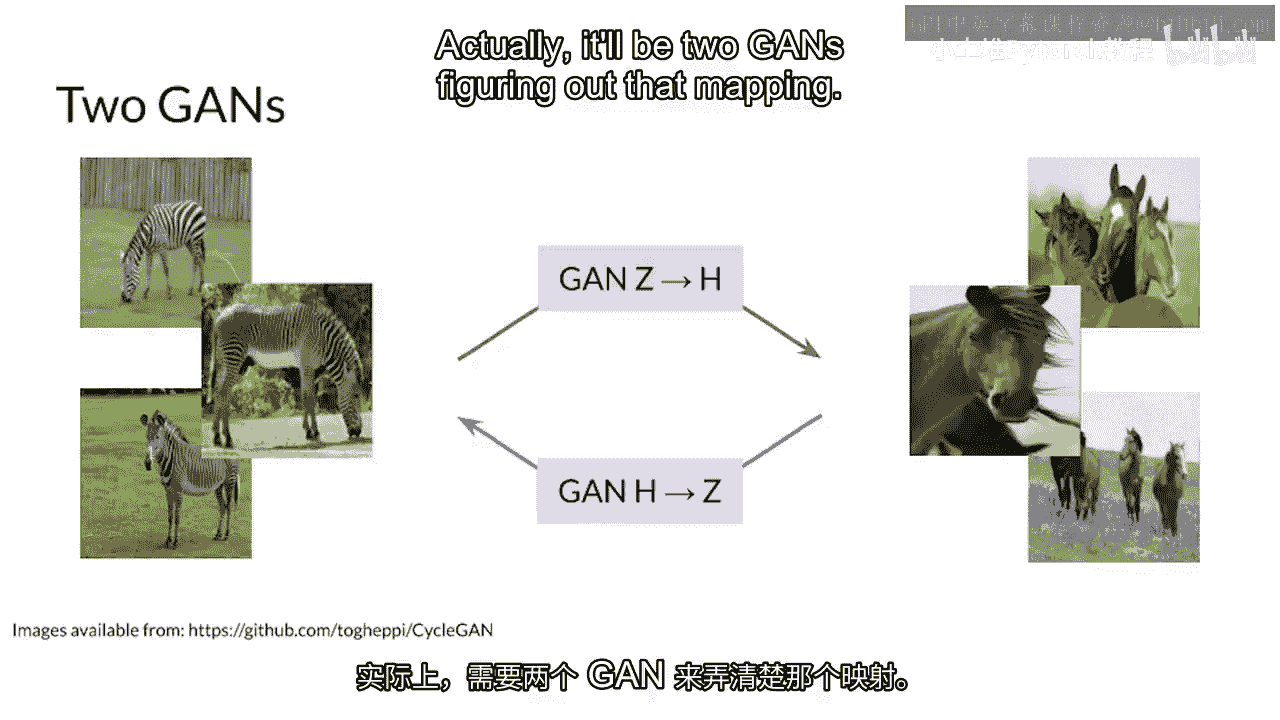 Actually, it'll be two GANs
figuring out that mapping.
Two GANs
GAN Z → H
GAN H → Z
Images available from: https://github.com/togheppi/CycleGAN
实际上，需要两个 GAN 来弄清楚那个映射。